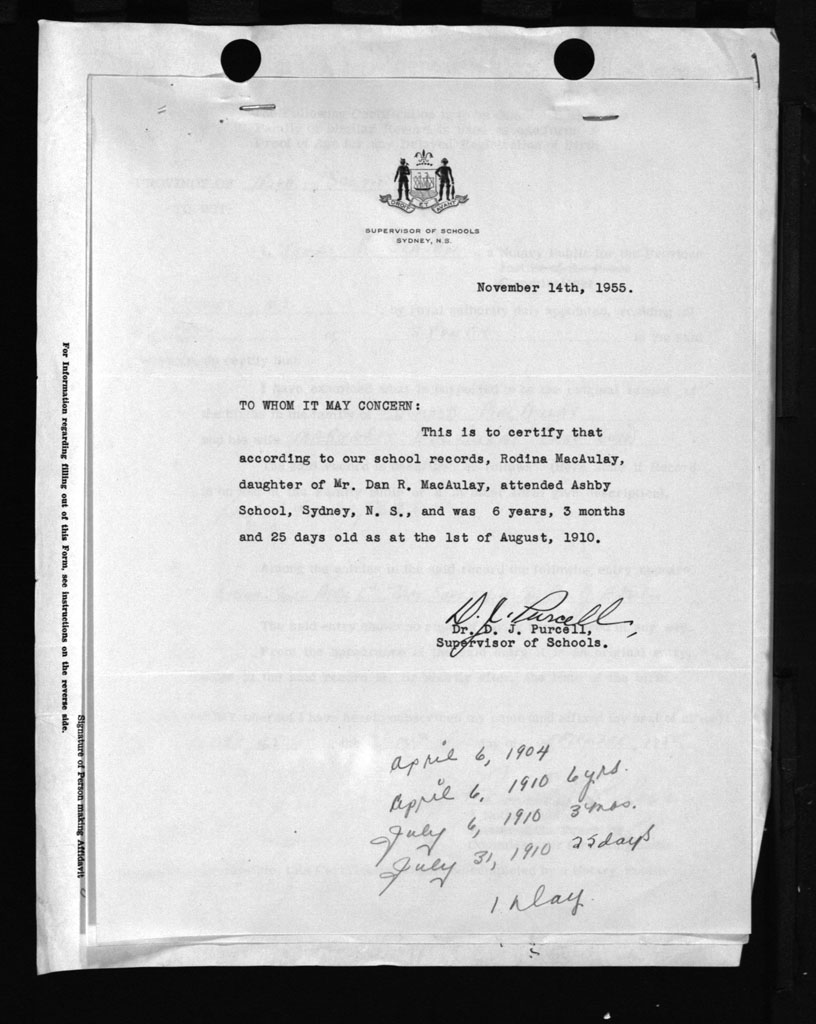 SUPERVISOR OF SCHOOLS
SYDNEY, N.S.
November 14th, 1955.
TO WHOM IT MAY CONCERN:
This is to certify that
according to our school records, Rodina MacAulay,
daughter of Mr. Dan R. MacAulay, attended Ashby
School, Sydney, N. S., and was 6 years, 3 months
and 25 days old as at the 1st of August, 1910.
D. J. Purcell,
Dr. D. J. Purcell,
Supervisor of Schools.
April 6, 1904
April 6, 1910 6 yrs.
July 6, 1910 3 mos.
July 31, 1910 25 days
1 Day
For Information regarding filling out of this Form, see instructions on the reverse side.
Signature of Person making Affidavit